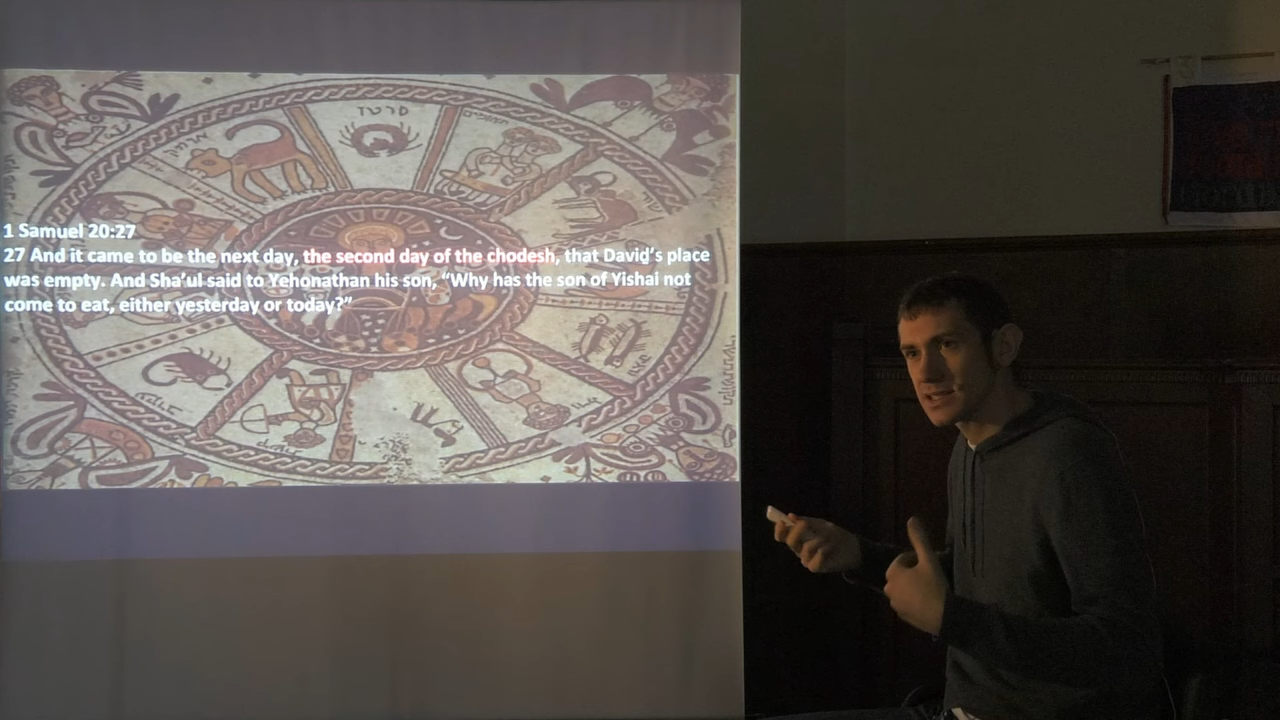 סרטן
1 Samuel 20:27
27 And it came to be the next day, the second day of the chodesh, that David's place
was empty. And Sha'ul said to Yehonathan his son, "Why has the son of Yishai not
come to eat, either yesterday or today?"